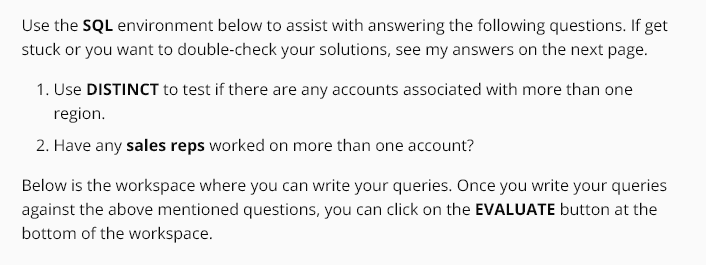 Use the SQL environment below to assist with answering the following questions. If get
stuck or you want to double-check your solutions, see my answers on the next page.
1. Use DISTINCT to test if there are any accounts associated with more than one
region.
2. Have any sales reps worked on more than one account?
Below is the workspace where you can write your queries. Once you write your queries
against the above mentioned questions, you can click on the EVALUATE button at the
bottom of the workspace.